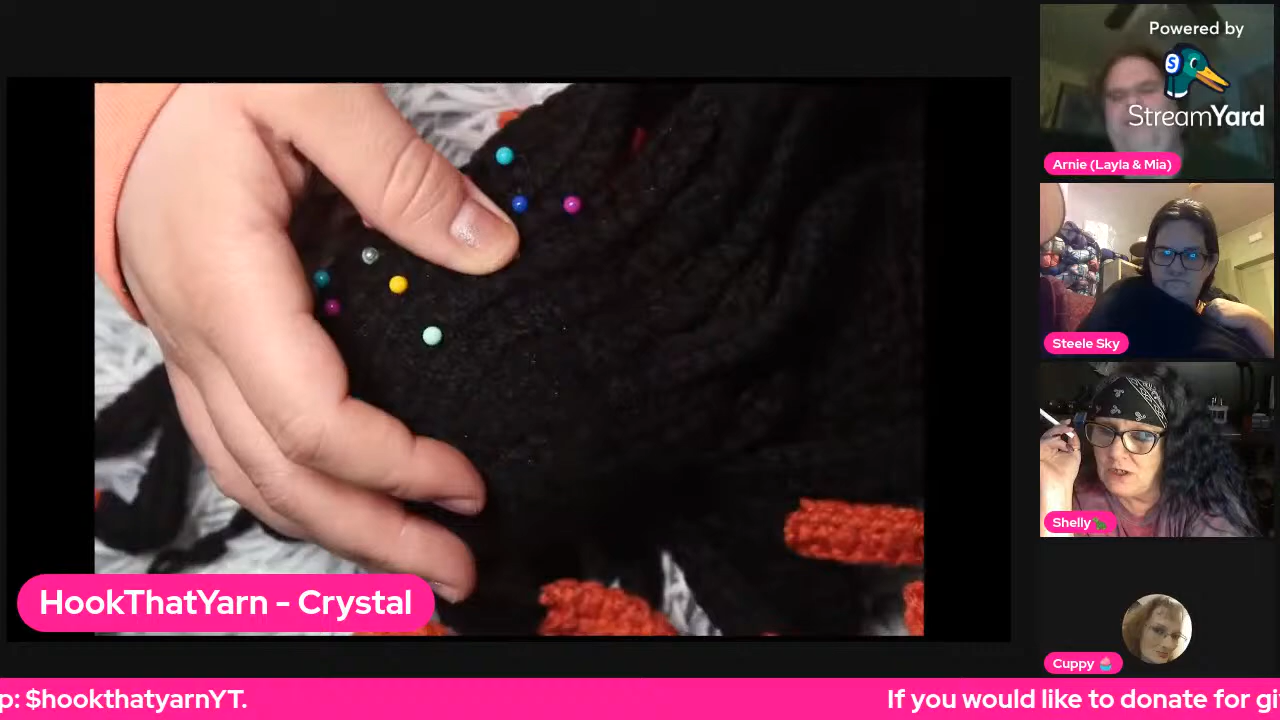 Powered by
S
StreamYard
Arnie (Layla & Mia)
Steele Sky
Shelly🦖
Cuppy 🧁
HookThatYarn - Crystal
p: $hookthatyarnYT.
If you would like to donate for gi